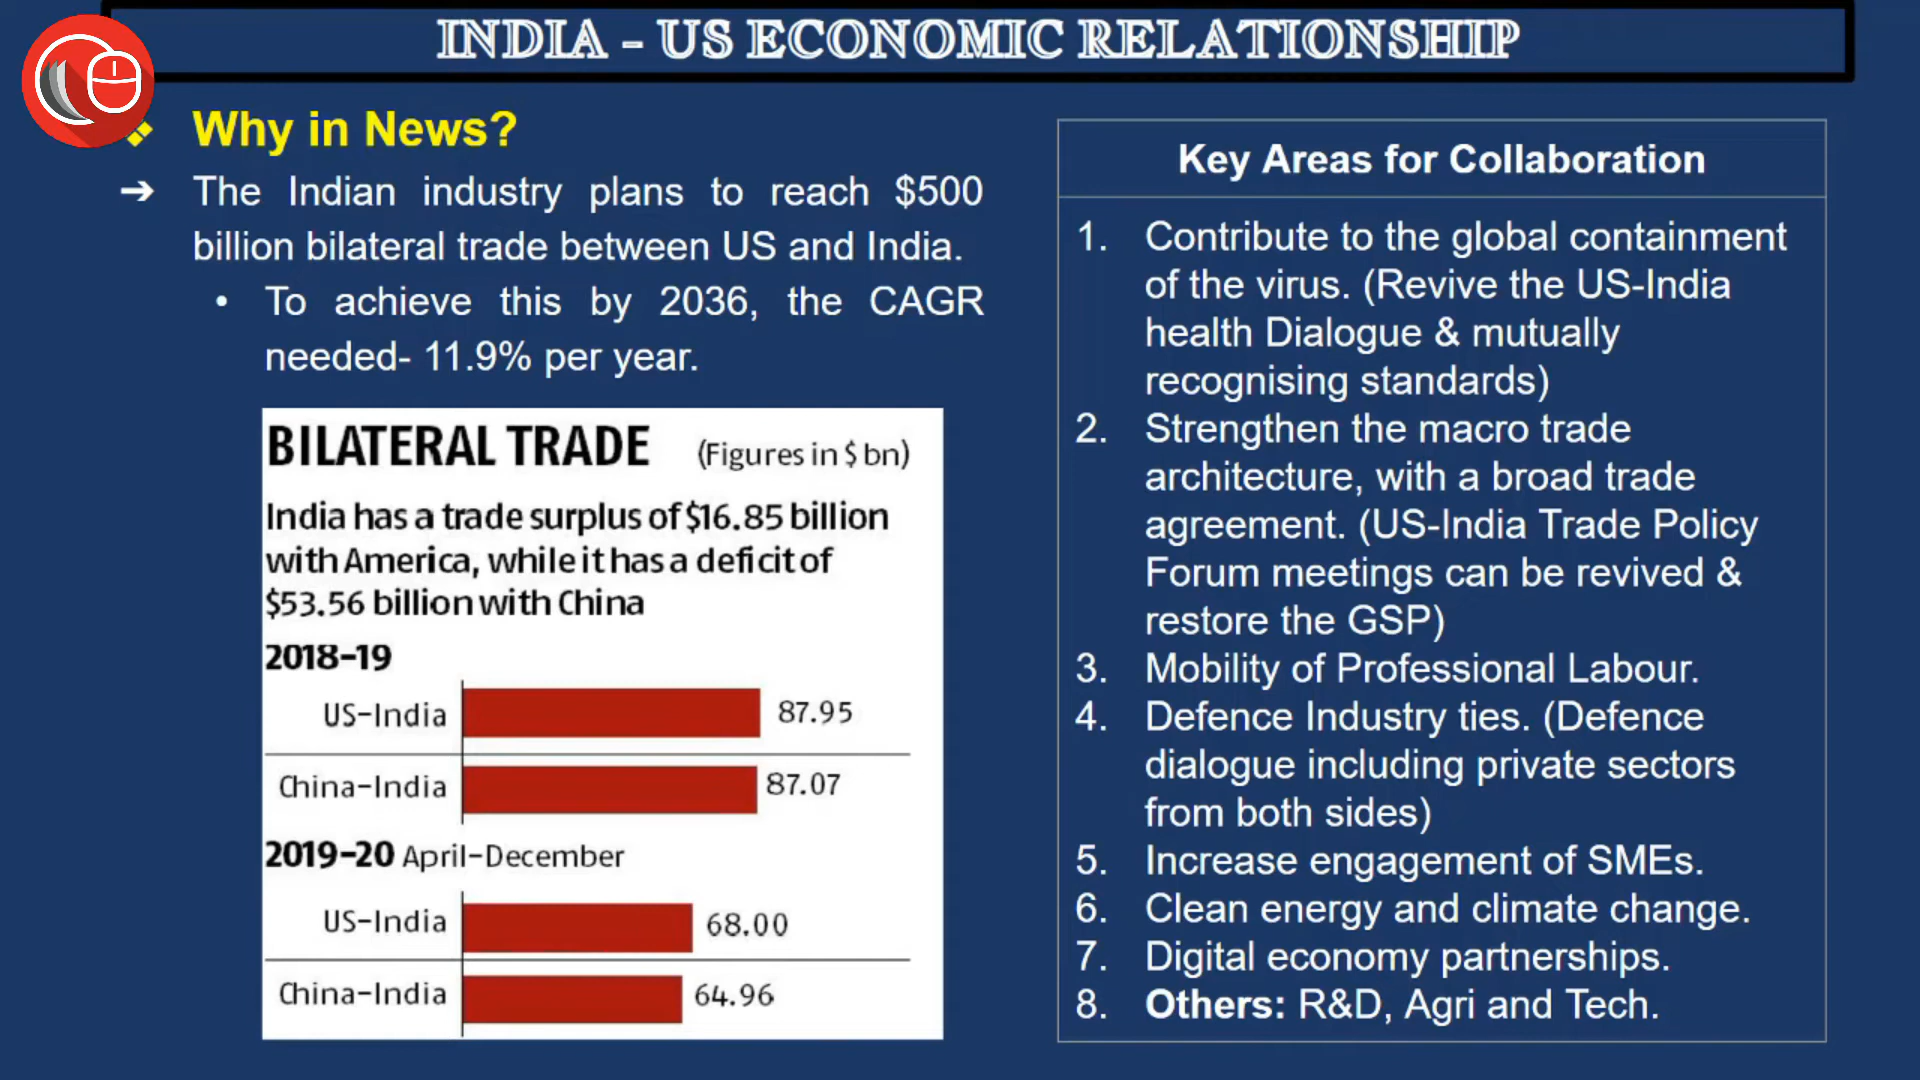 INDIA - US ECONOMIC RELATIONSHIP
❖ Why in News?
➔ The Indian industry plans to reach $500
billion bilateral trade between US and India.
• To achieve this by 2036, the CAGR
needed- 11.9% per year.
BILATERAL TRADE (Figures in $ bn)
India has a trade surplus of $16.85 billion
with America, while it has a deficit of
$53.56 billion with China
2018-19
US-India 87.95
China-India 87.07
2019-20 April-December
US-India 68.00
China-India 64.96
Key Areas for Collaboration
1. Contribute to the global containment
of the virus. (Revive the US-India
health Dialogue & mutually
recognising standards)
2. Strengthen the macro trade
architecture, with a broad trade
agreement. (US-India Trade Policy
Forum meetings can be revived &
restore the GSP)
3. Mobility of Professional Labour.
4. Defence Industry ties. (Defence
dialogue including private sectors
from both sides)
5. Increase engagement of SMEs.
6. Clean energy and climate change.
7. Digital economy partnerships.
8. Others: R&D, Agri and Tech.